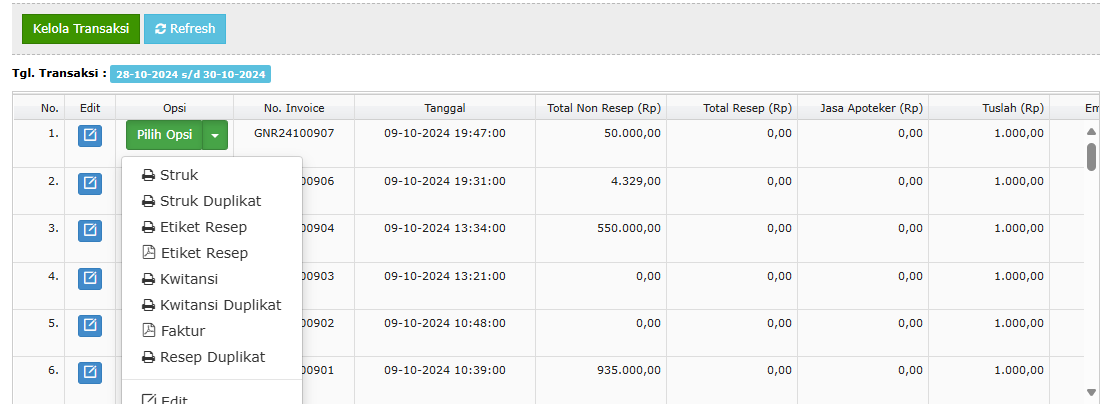 Kelola Transaksi Refresh
Tgl. Transaksi : 28-10-2024 s/d 30-10-2024
No. Edit Opsi No. Invoice Tanggal Total Non Resep (Rp) Total Resep (Rp) Jasa Apoteker (Rp) Tuslah (Rp)
1. Pilih Opsi GNR24100907 09-10-2024 19:47:00 50.000,00 0,00 0,00 1.000,00
Struk
2. 00906 09-10-2024 19:31:00 4.329,00 0,00 0,00 1.000,00
Struk Duplikat
3. Etiket Resep 00904 09-10-2024 13:34:00 550.000,00 0,00 0,00 1.000,00
Etiket Resep
4. Kwitansi 00903 09-10-2024 13:21:00 0,00 0,00 0,00 1.000,00
Kwitansi Duplikat
5. Faktur 00902 09-10-2024 10:48:00 0,00 0,00 0,00 1.000,00
Resep Duplikat
6. 00901 09-10-2024 10:39:00 935.000,00 0,00 0,00 1.000,00
Edit